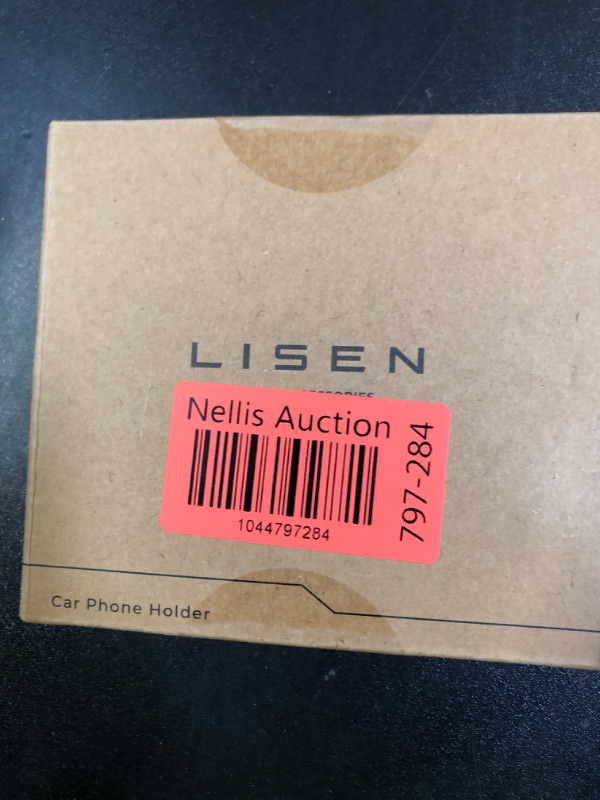 LISEN
Nellis Auction
797-284
1044797284
Car Phone Holder